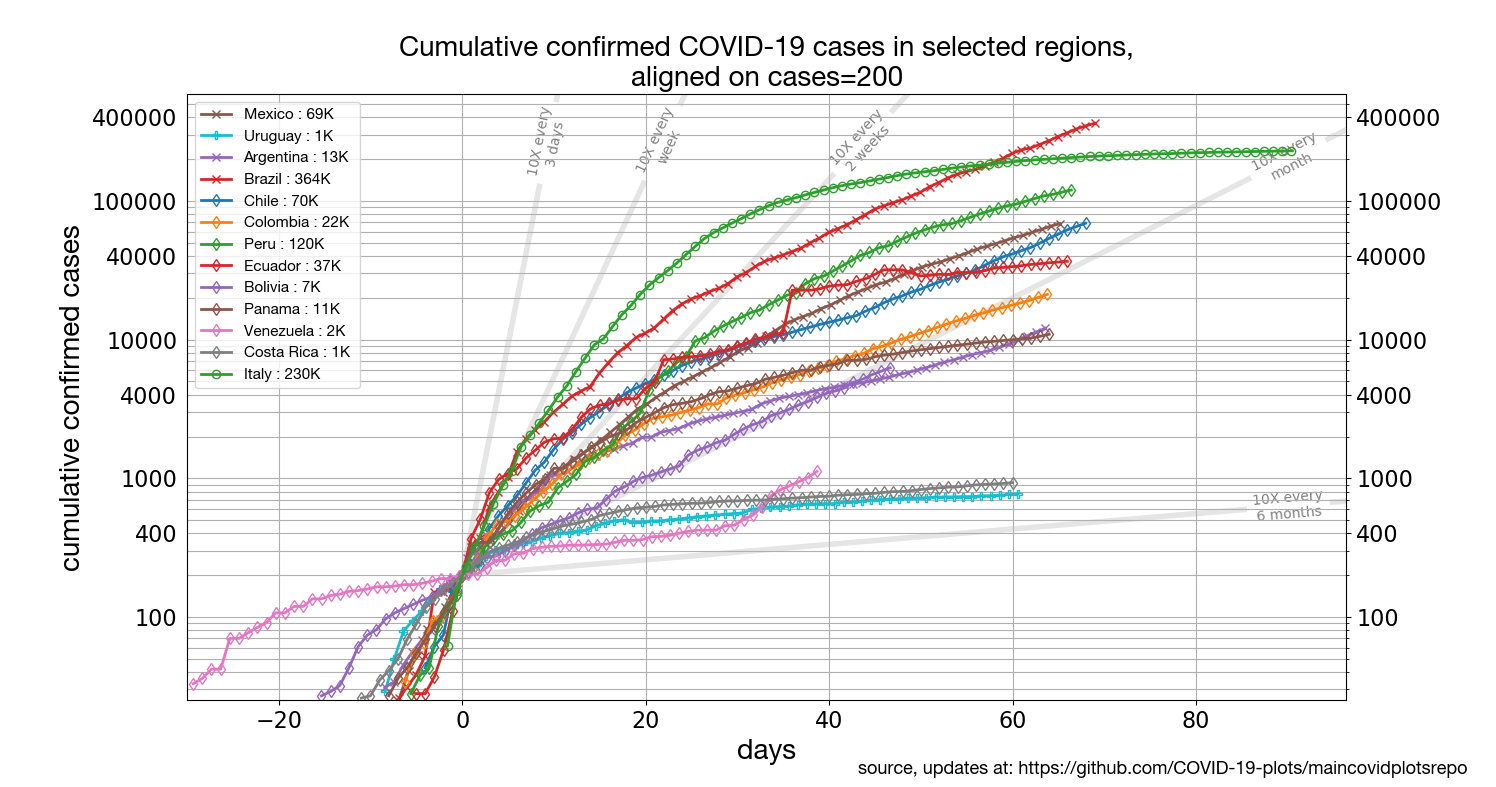 Cumulative confirmed COVID-19 cases in selected regions,
aligned on cases=200
cumulative confirmed cases
400000
100000
40000
10000
4000
1000
400
100
Mexico : 69K
Uruguay : 1K
Argentina : 13K
Brazil : 364K
Chile : 70K
Colombia : 22K
Peru : 120K
Ecuador : 37K
Bolivia : 7K
Panama : 11K
Venezuela : 2K
Costa Rica : 1K
Italy : 230K
10X every
3 days
10X every
week
10X every
2 weeks
10X every
month
10X every
6 months
400000
100000
40000
10000
4000
1000
400
100
−20
0
20
40
60
80
days
source, updates at: https://github.com/COVID-19-plots/maincovidplotsrepo